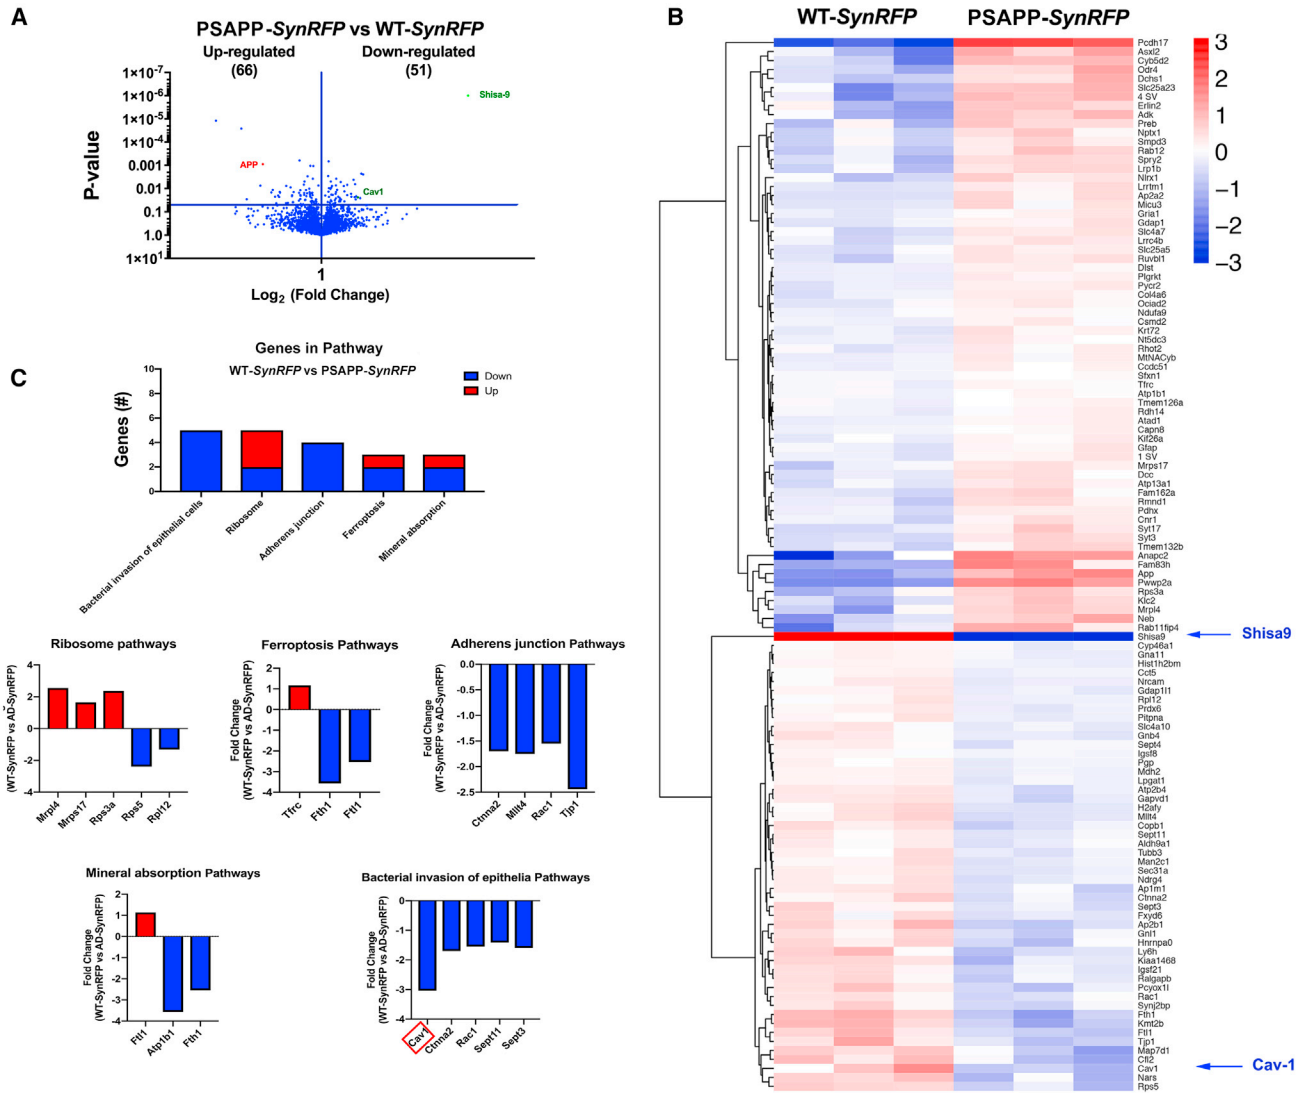 A
PSAPP-SynRFP vs WT-SynRFP
Up-regulated
(66)
Down-regulated
(51)
1×10-7
1×10-6
1×10-5
1×10-4
0.001
0.01
0.1
1.0
1×101
P-value
Shisa-9
APP
Cav1
1
Log2 (Fold Change)
B
WT-SynRFP PSAPP-SynRFP
Pcdh17
Asxl2
Cyb5d2
Odr4
Dchs1
Slc25a23
4 SV
Erlin2
Adk
Preb
Nptx1
Smpd3
Rab12
Spry2
Lrp1b
Nlrx1
Lrrtm1
Ap2a2
Micu3
Gria1
Gdap1
Slc4a7
Lrrc4b
Slc25a5
Ruvbl1
Dlst
Plgrkt
Pycr2
Col4a6
Ociad2
Ndufa9
Csmd2
Krt72
Nt5dc3
Rhot2
MtNACyb
Ccdc51
Sfxn1
Tfrc
Atp1b1
Tmem126a
Rdh14
Atad1
Capn8
Kif26a
Gfap
1 SV
Mrps17
Dcc
Atp13a1
Fam162a
Rmnd1
Pdhx
Cnr1
Syt17
Syt3
Tmem132b
Anapc2
Fam83h
App
Pwwp2a
Rps3a
Klc2
Mrpl4
Neb
Rab11fip4
Shisa9
Cyp46a1
Gna11
Hist1h2bm
Cct5
Nrcam
Gdap1l1
Rpl12
Prdx6
Pitpna
Slc4a10
Gnb4
Sept4
Igsf8
Pgp
Mdh2
Lpgat1
Atp2b4
Gapvd1
H2afy
Mllt4
Copb1
Sept11
Aldh9a1
Tubb3
Man2c1
Sec31a
Ndrg4
Ap1m1
Ctnna2
Sept3
Fxyd6
Ap2b1
Gnl1
Hnrnpa0
Ly6h
Kiaa1468
Igsf21
Ralgapb
Pcyox1l
Rac1
Synj2bp
Fth1
Kmt2b
Ftl1
Tjp1
Map7d1
Cfl2
Cav1
Nars
Rps5
3
2
1
0
−1
−2
−3
Shisa9
Cav-1
C
Genes in Pathway
WT-SynRFP vs PSAPP-SynRFP
Down
Up
Genes (#)
10
8
6
4
2
0
Bacterial invasion of epithelial cells
Ribosome
Adherens junction
Ferroptosis
Mineral absorption
Ribosome pathways
(WT-SynRFP vs AD-SynRFP)
4
2
0
-2
-4
Mrpl4
Mrps17
Rps3a
Rps5
Rpl12
Ferroptosis Pathways
Fold Change
(WT-SynRFP vs AD-SynRFP)
2
1
0
-1
-2
-3
-4
Tfrc
Fth1
Ftl1
Adherens junction Pathways
Fold Change
(WT-SynRFP vs AD-SynRFP)
0.0
-0.5
-1.0
-1.5
-2.0
-2.5
Ctnna2
Mllt4
Rac1
Tjp1
Mineral absorption Pathways
Fold Change
(WT-SynRFP vs AD-SynRFP)
2
1
0
-1
-2
-3
-4
Ftl1
Atp1b1
Fth1
Bacterial invasion of epithelia Pathways
Fold Change
(WT-SynRFP vs AD-SynRFP)
0
-1
-2
-3
-4
Cav1
Ctnna2
Rac1
Sept11
Sept3